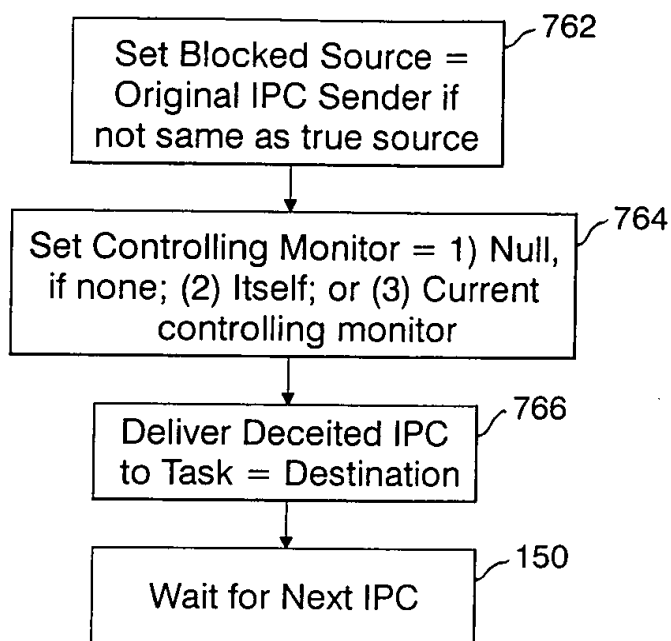 762
Set Blocked Source =
Original IPC Sender if
not same as true source
764
Set Controlling Monitor = 1) Null,
if none; (2) Itself; or (3) Current
controlling monitor
766
Deliver Deceited IPC
to Task = Destination
150
Wait for Next IPC